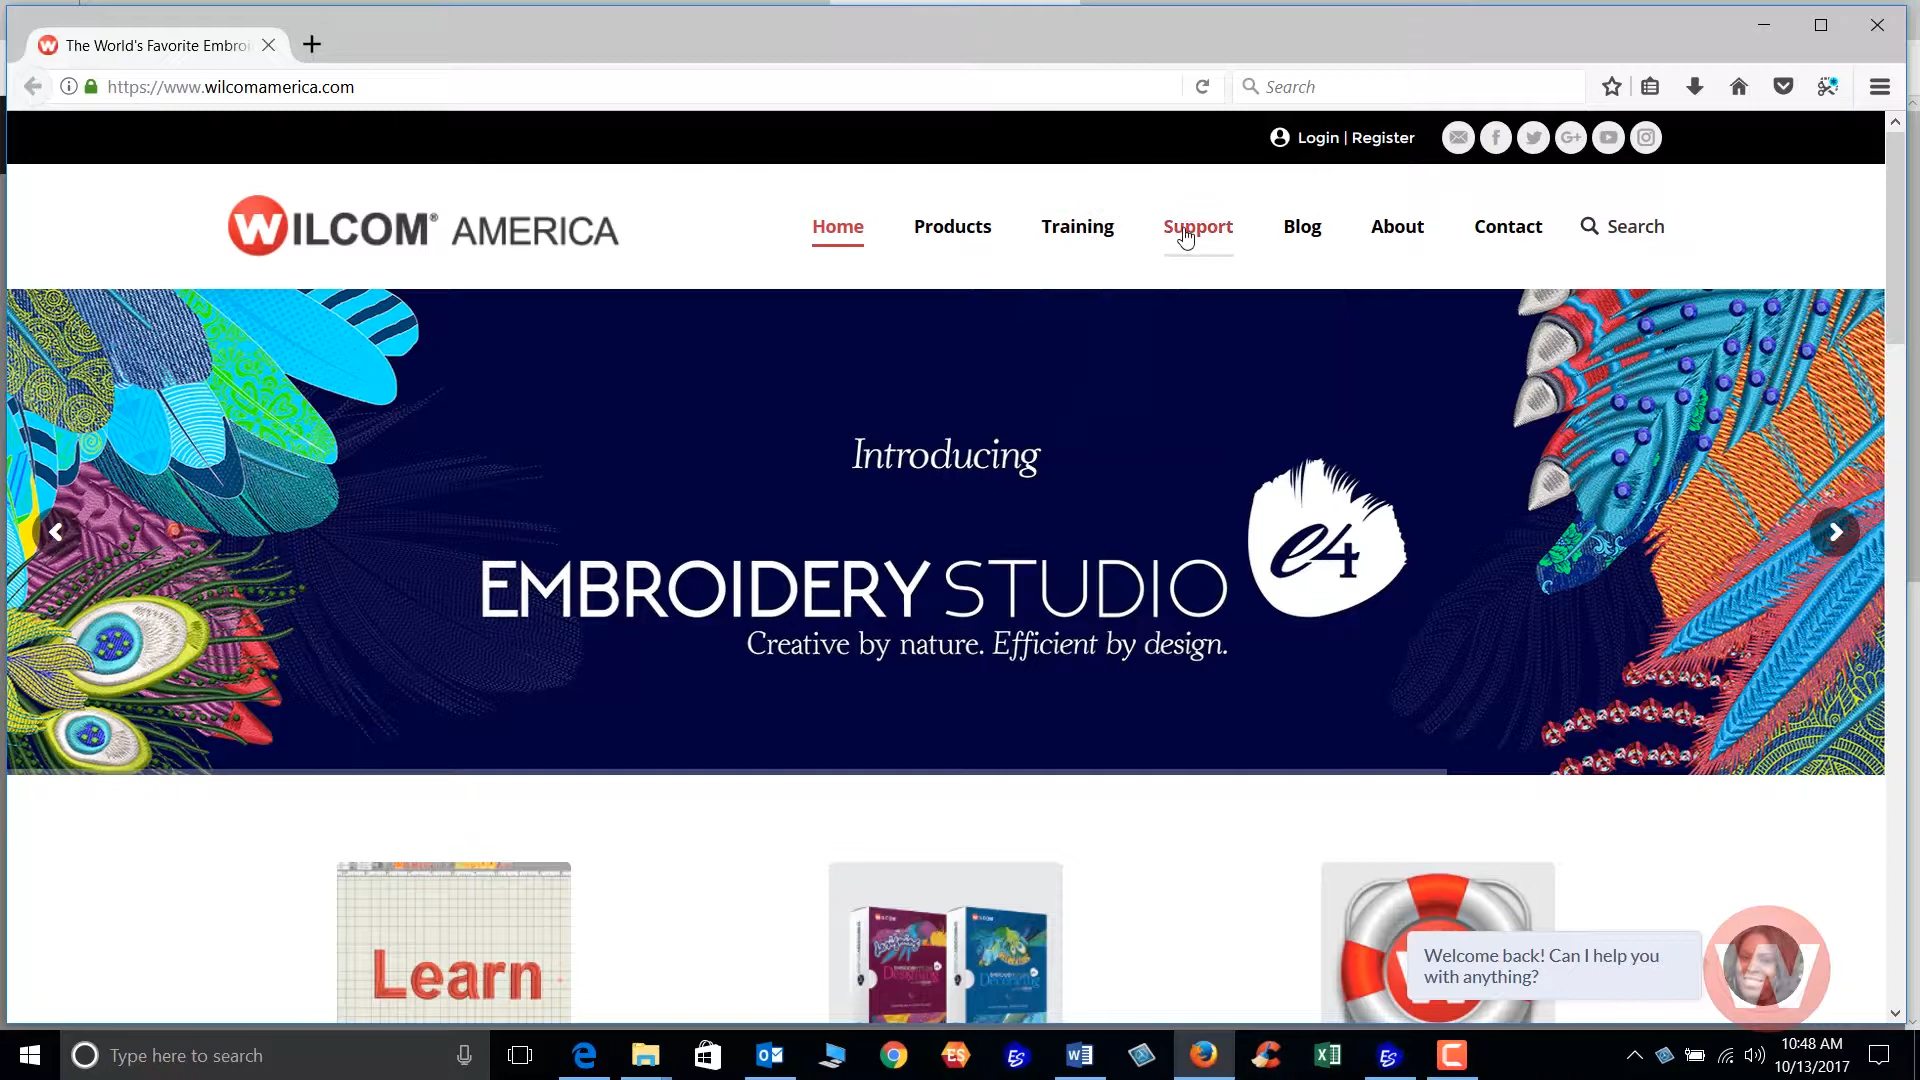 The World's Favorite Embroi
https://www.wilcomamerica.com
Search
Login | Register
WILCOM® AMERICA
Home
Products
Training
Support
Blog
About
Contact
Search
Introducing
EMBROIDERY STUDIO
e4
Creative by nature. Efficient by design.
Learn
Welcome back! Can I help you
with anything?
Type here to search
10:48 AM
10/13/2017